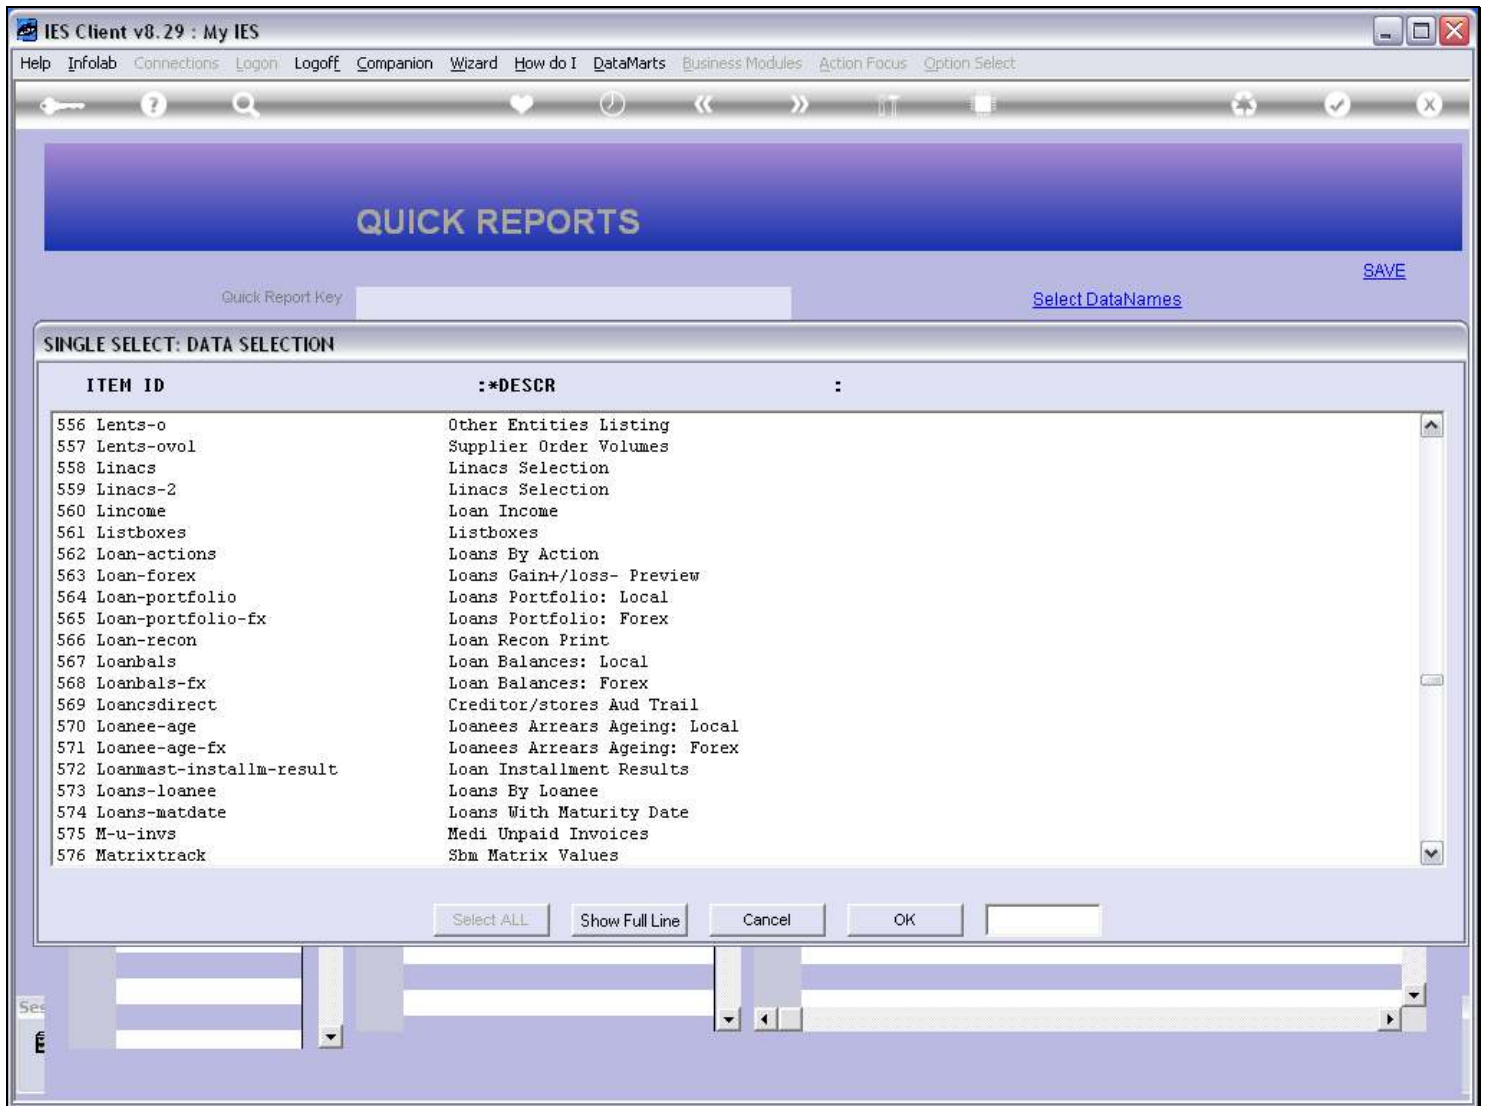 IES Client v8.29 : My IES
Help Infolab Connections Logon Logoff Companion Wizard How do I DataMarts Business Modules Action Focus Option Select
QUICK REPORTS
SAVE
Quick Report Key
Select DataNames
SINGLE SELECT: DATA SELECTION
ITEM ID :*DESCR :
556 Lents-o Other Entities Listing
557 Lents-ovol Supplier Order Volumes
558 Linacs Linacs Selection
559 Linacs-2 Linacs Selection
560 Lincome Loan Income
561 Listboxes Listboxes
562 Loan-actions Loans By Action
563 Loan-forex Loans Gain+/loss- Preview
564 Loan-portfolio Loans Portfolio: Local
565 Loan-portfolio-fx Loans Portfolio: Forex
566 Loan-recon Loan Recon Print
567 Loanbals Loan Balances: Local
568 Loanbals-fx Loan Balances: Forex
569 Loancsdirect Creditor/stores Aud Trail
570 Loanee-age Loanees Arrears Ageing: Local
571 Loanee-age-fx Loanees Arrears Ageing: Forex
572 Loanmast-installm-result Loan Installment Results
573 Loans-loanee Loans By Loanee
574 Loans-matdate Loans With Maturity Date
575 M-u-invs Medi Unpaid Invoices
576 Matrixtrack Sbm Matrix Values
Select ALL Show Full Line Cancel OK
Ses